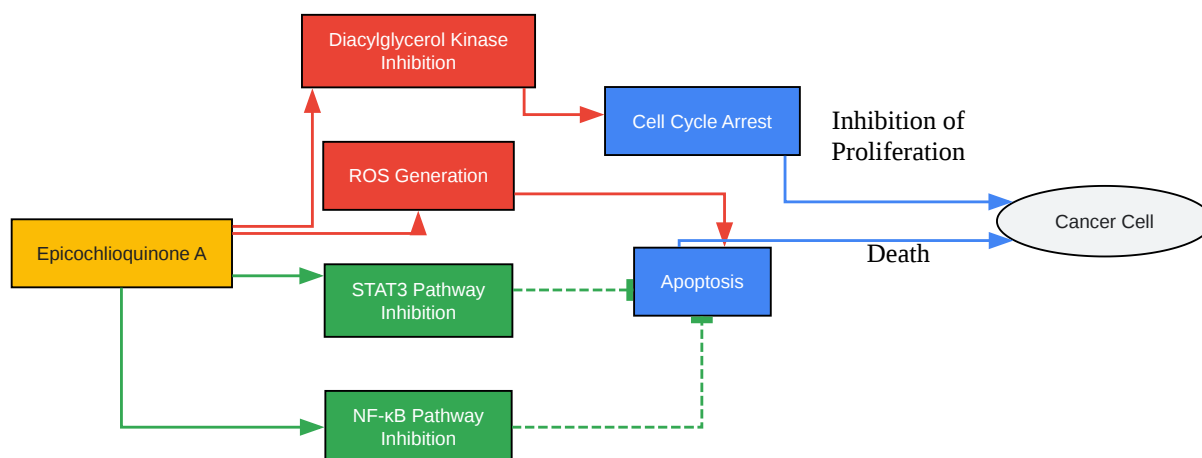 Diacylglycerol Kinase
Inhibition
Cell Cycle Arrest
Inhibition of
Proliferation
ROS Generation
Cancer Cell
Epicochlioquinone A
Death
STAT3 Pathway
Inhibition
Apoptosis
NF-κB Pathway
Inhibition